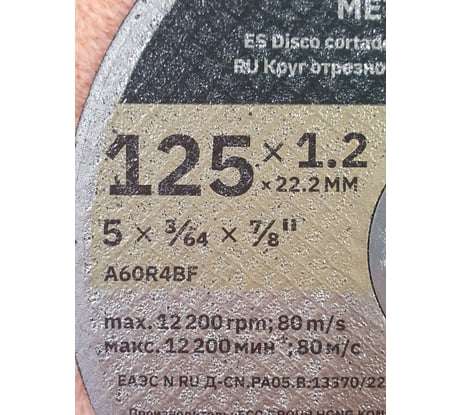 ME
ES Disco cortad
RU Круг отрезно
125 × 1.2
× 22.2 MM
5 × 3/64 × 7/8"
A60R4BF
max. 12 200 rpm; 80 m/s
макс. 12 200 мин⁻¹; 80 м/с
ЕАЭС N RU Д-CN.РА05.В.13370/22